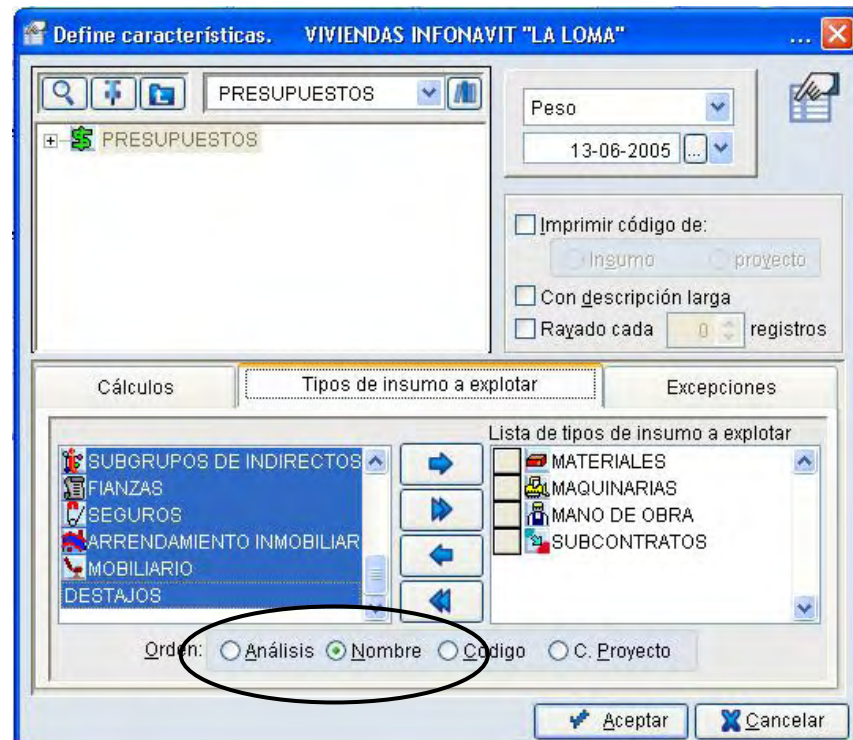 Define características. VIVIENDAS INFONAVIT "LA LOMA" ...
PRESUPUESTOS
PRESUPUESTOS
Peso
13-06-2005 ...
Imprimir código de:
Insumo proyecto
Con descripción larga
Rayado cada 0 registros
Cálculos Tipos de insumo a explotar Excepciones
Lista de tipos de insumo a explotar
SUBGRUPOS DE INDIRECTOS
FIANZAS
SEGUROS
ARRENDAMIENTO INMOBILIAR
MOBILIARIO
DESTAJOS
MATERIALES
MAQUINARIAS
MANO DE OBRA
SUBCONTRATOS
Orden: Análisis Nombre Código C. Proyecto
Aceptar Cancelar